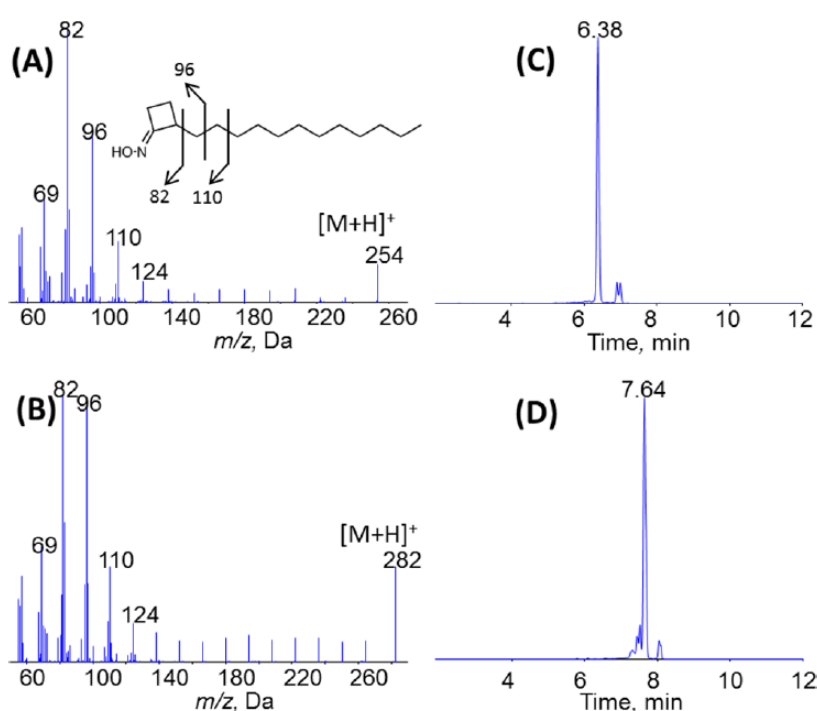 (A)
82
96
69
110
124
96
HO-N
82 110
[M+H]+
254
60 100 140 180 220 260
m/z, Da
(C)
6.38
4 6 8 10 12
Time, min
(B)
82
96
69
110
124
[M+H]+
282
60 100 140 180 220 260
m/z, Da
(D)
7.64
4 6 8 10 12
Time, min